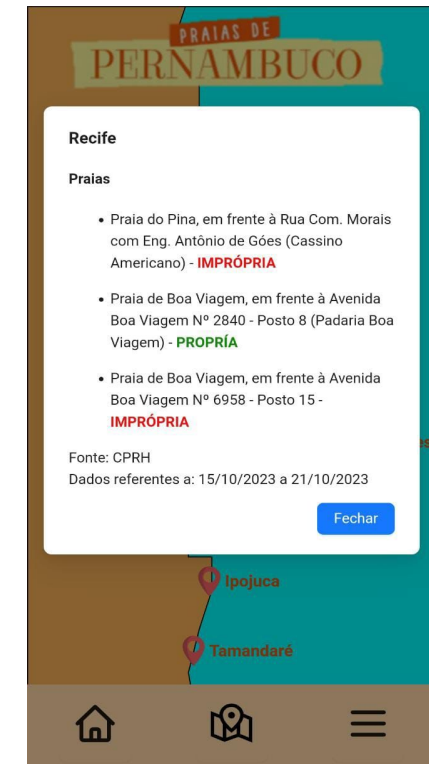 PRAIAS DE
PERNAMBUCO
Recife
Praias
• Praia do Pina, em frente à Rua Com. Morais
com Eng. Antônio de Góes (Cassino
Americano) - IMPRÓPRIA
• Praia de Boa Viagem, em frente à Avenida
Boa Viagem Nº 2840 - Posto 8 (Padaria Boa
Viagem) - PROPRÍA
• Praia de Boa Viagem, em frente à Avenida
Boa Viagem Nº 6958 - Posto 15 -
IMPRÓPRIA
Fonte: CPRH
Dados referentes a: 15/10/2023 a 21/10/2023
Fechar
Ipojuca
Tamandaré